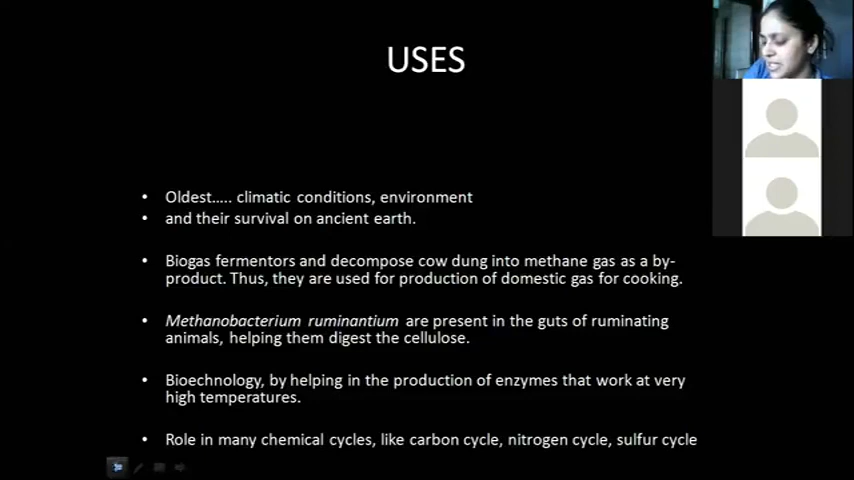 USES
• Oldest..... climatic conditions, environment
• and their survival on ancient earth.
• Biogas fermentors and decompose cow dung into methane gas as a by-
product. Thus, they are used for production of domestic gas for cooking.
• Methanobacterium ruminantium are present in the guts of ruminating
animals, helping them digest the cellulose.
• Bioechnology, by helping in the production of enzymes that work at very
high temperatures.
• Role in many chemical cycles, like carbon cycle, nitrogen cycle, sulfur cycle